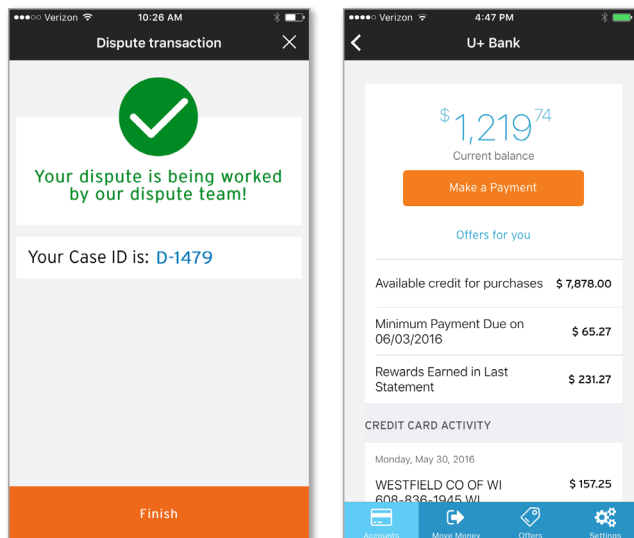 Verizon 10:26 AM
Dispute transaction
Your dispute is being worked
by our dispute team!
Your Case ID is: D-1479
Finish
Verizon 4:47 PM
U+ Bank
$1,219 74
Current balance
Make a Payment
Offers for you
Available credit for purchases $ 7,878.00
Minimum Payment Due on
06/03/2016 $ 65.27
Rewards Earned in Last
Statement $ 231.27
CREDIT CARD ACTIVITY
Monday, May 30, 2016
WESTFIELD CO OF WI $ 157.25
608-836-1945 WI
Accounts Move Money Offers Settings